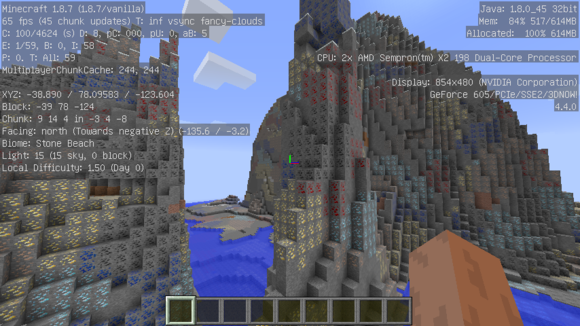 Minecraft 1.8.7 (1.8.7/vanilla)
65 fps (45 chunk updates) T: inf vsync fancy-clouds
C: 100/4624 (s) D: 8, pC: 000, pU: 0, aB: 5
E: 1/59, B: 0, I: 58
P: 0. T: All: 59
MultiplayerChunkCache: 244, 244
XYZ: -38.890 / 78.09583 / -123.604
Block: -39 78 -124
Chunk: 9 14 4 in -3 4 -8
Facing: north (Towards negative Z) (-135.6 / -3.2)
Biome: Stone Beach
Light: 15 (15 sky, 0 block)
Local Difficulty: 1.50 (Day 0)
Java: 1.8.0_45 32bit
Mem: 84% 517/614MB
Allocated: 100% 614MB
CPU: 2x AMD Sempron(tm) X2 198 Dual-Core Processor
Display: 854x480 (NVIDIA Corporation)
GeForce 605/PCIe/SSE2/3DNOW!
4.4.0